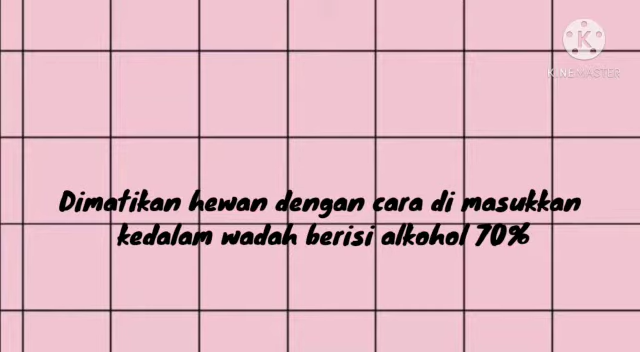 KINEMASTER
Dimatikan hewan dengan cara di masukkan
kedalam wadah berisi alkohol 70%